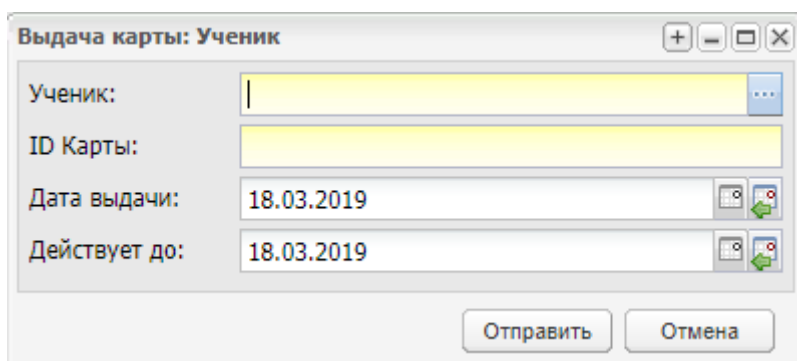 Выдача карты: Ученик
Ученик:
ID Карты:
Дата выдачи: 18.03.2019
Действует до: 18.03.2019
Отправить Отмена